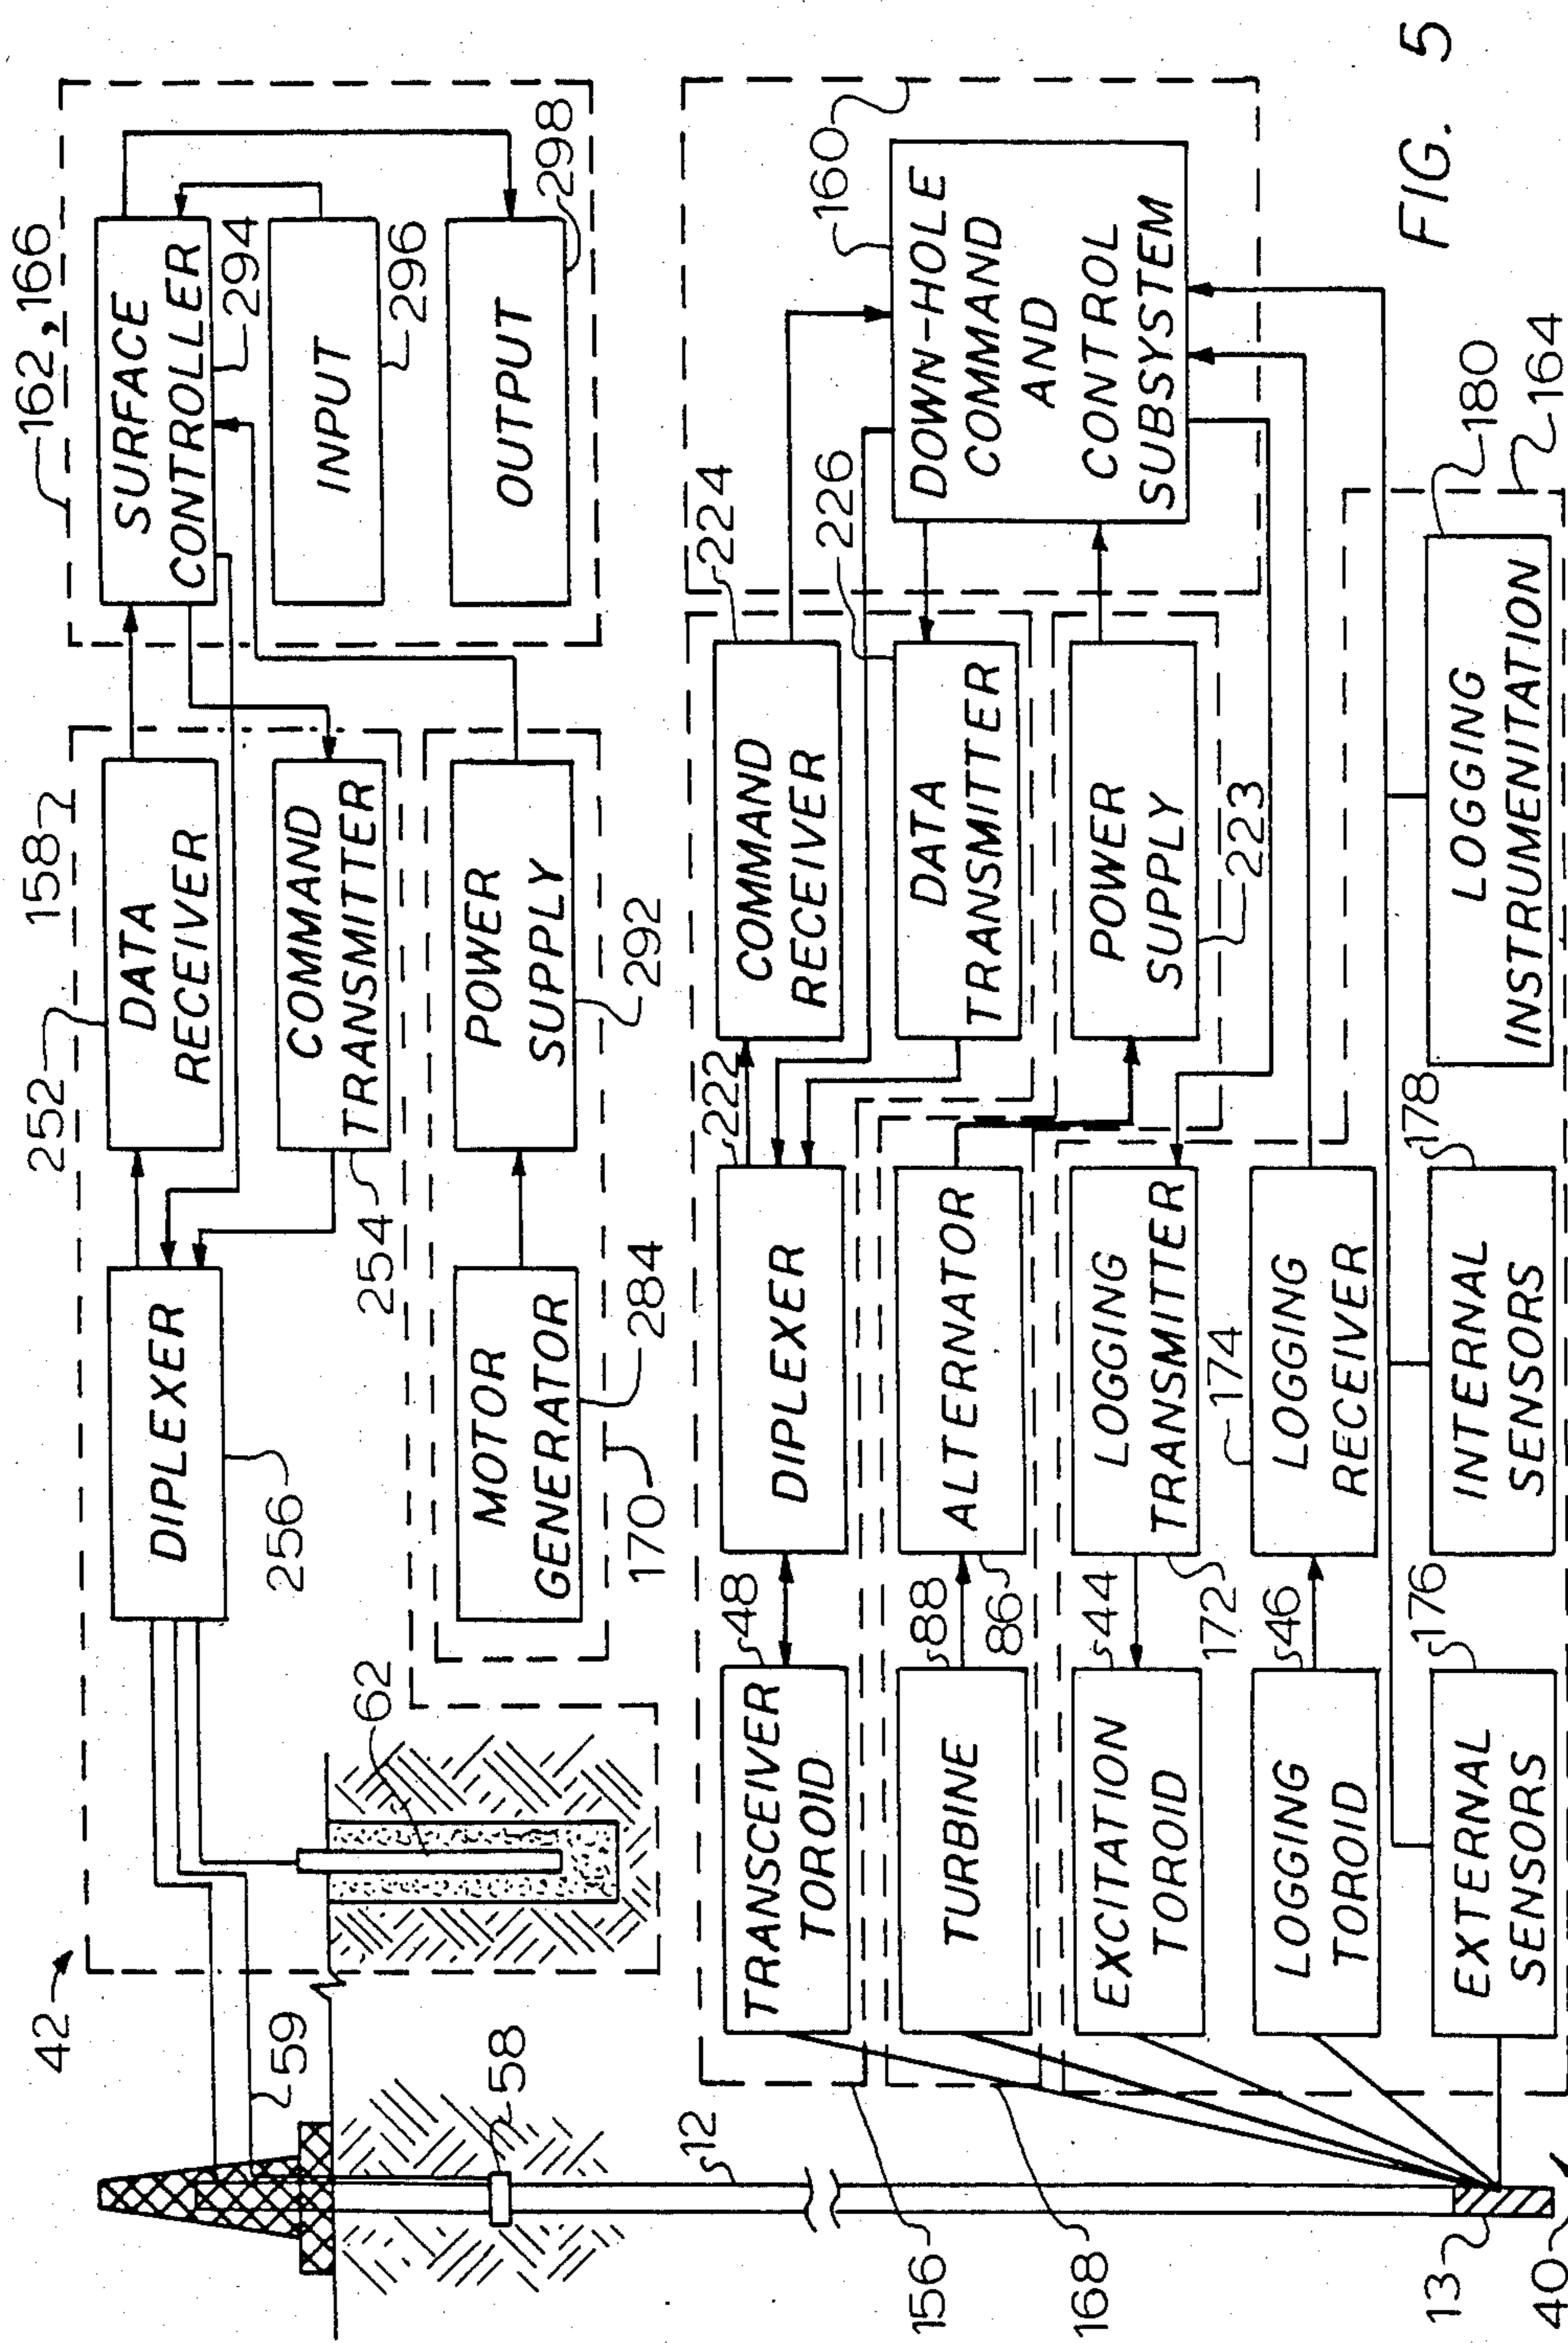 42
252
158
162, 166
DIPLEXER
DATA
RECEIVER
SURFACE
CONTROLLER
294
59
256
254
COMMAND
TRANSMITTER
INPUT
296
62
MOTOR
GENERATOR
POWER
SUPPLY
OUTPUT
298
58
170
284
292
12
48
222
224
160
TRANSCEIVER
TOROID
DIPLEXER
COMMAND
RECEIVER
226
88
86
TURBINE
ALTERNATOR
DATA
TRANSMITTER
DOWN-HOLE
COMMAND
AND
CONTROL
SUBSYSTEM
156
168
44
172
EXCITATION
TOROID
LOGGING
TRANSMITTER
POWER
SUPPLY
223
174
46
LOGGING
TOROID
LOGGING
RECEIVER
176
178
180
164
13
40
EXTERNAL
SENSORS
INTERNAL
SENSORS
LOGGING
INSTRUMENITATION
FIG. 5